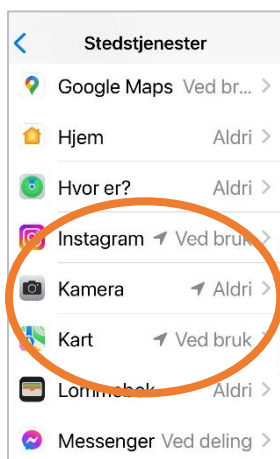 Stedstjenester
Google Maps Ved br...
Hjem Aldri
Hvor er? Aldri
Instagram Ved bruk
Kamera Aldri
Kart Ved bruk
Lommebok Aldri
Messenger Ved deling